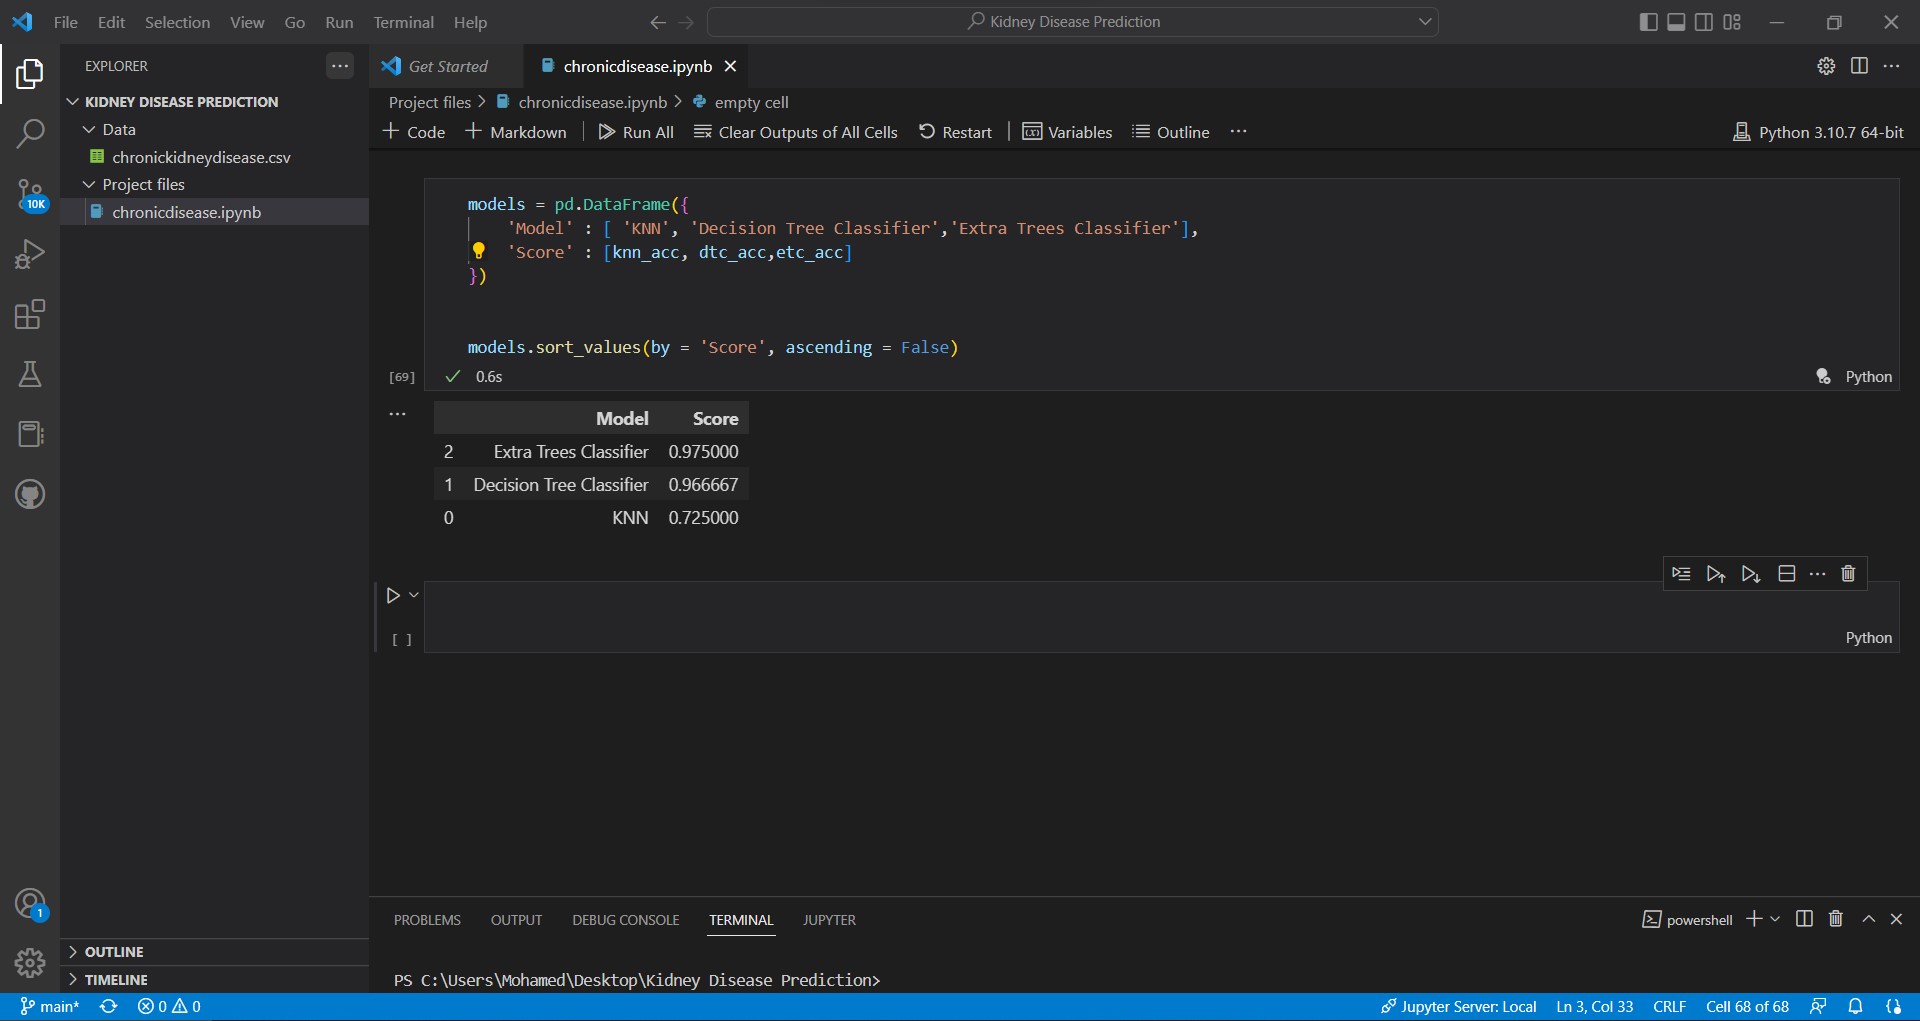 File Edit Selection View Go Run Terminal Help
Kidney Disease Prediction
EXPLORER
KIDNEY DISEASE PREDICTION
Data
chronickidneydisease.csv
Project files
chronicdisease.ipynb
10K
1
OUTLINE
TIMELINE
Get Started
chronicdisease.ipynb
Project files > chronicdisease.ipynb > empty cell
+ Code + Markdown Run All Clear Outputs of All Cells Restart Variables Outline ...
Python 3.10.7 64-bit
models = pd.DataFrame({
'Model' : [ 'KNN', 'Decision Tree Classifier','Extra Trees Classifier'],
'Score' : [knn_acc, dtc_acc,etc_acc]
})
models.sort_values(by = 'Score', ascending = False)
[69] ✓ 0.6s
Python
Model Score
2 Extra Trees Classifier 0.975000
1 Decision Tree Classifier 0.966667
0 KNN 0.725000
[ ]
Python
PROBLEMS OUTPUT DEBUG CONSOLE TERMINAL JUPYTER
powershell
PS C:\Users\Mohamed\Desktop\Kidney Disease Prediction>
main* 0 0
Jupyter Server: Local Ln 3, Col 33 CRLF Cell 68 of 68